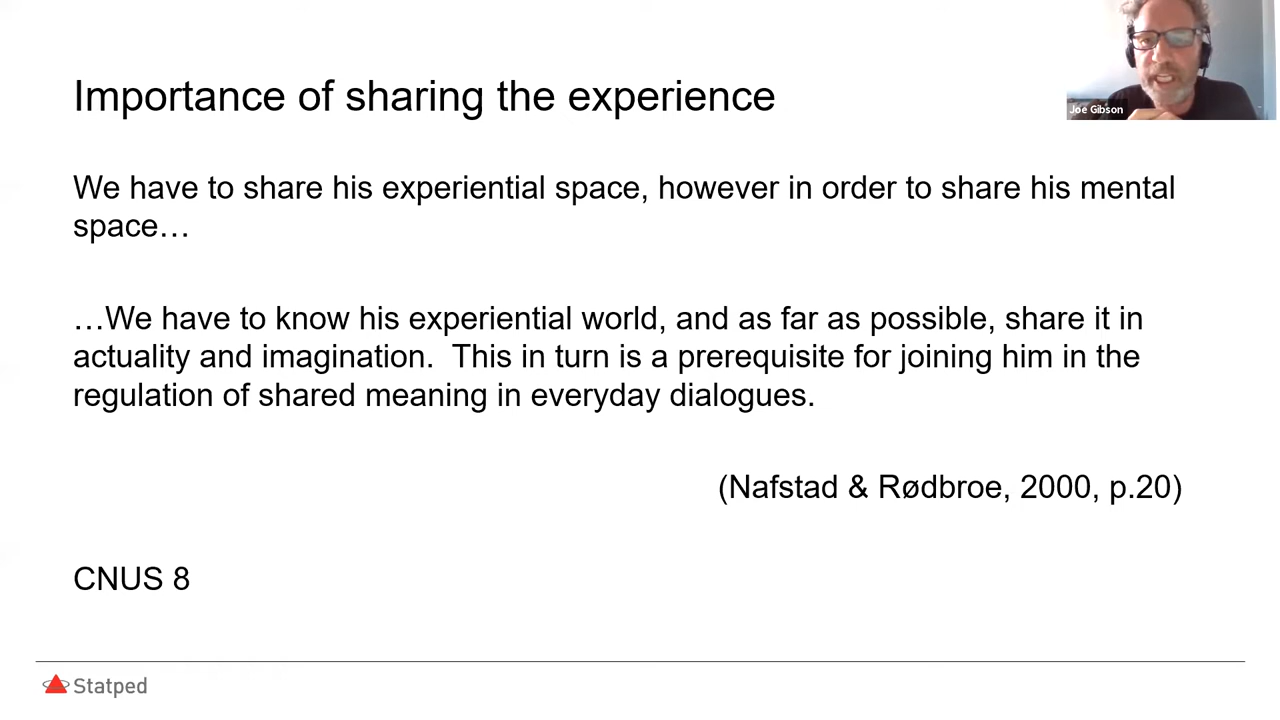 Importance of sharing the experience
Joe Gibson
We have to share his experiential space, however in order to share his mental
space…
…We have to know his experiential world, and as far as possible, share it in
actuality and imagination.  This in turn is a prerequisite for joining him in the
regulation of shared meaning in everyday dialogues.
(Nafstad & Rødbroe, 2000, p.20)
CNUS 8
Statped